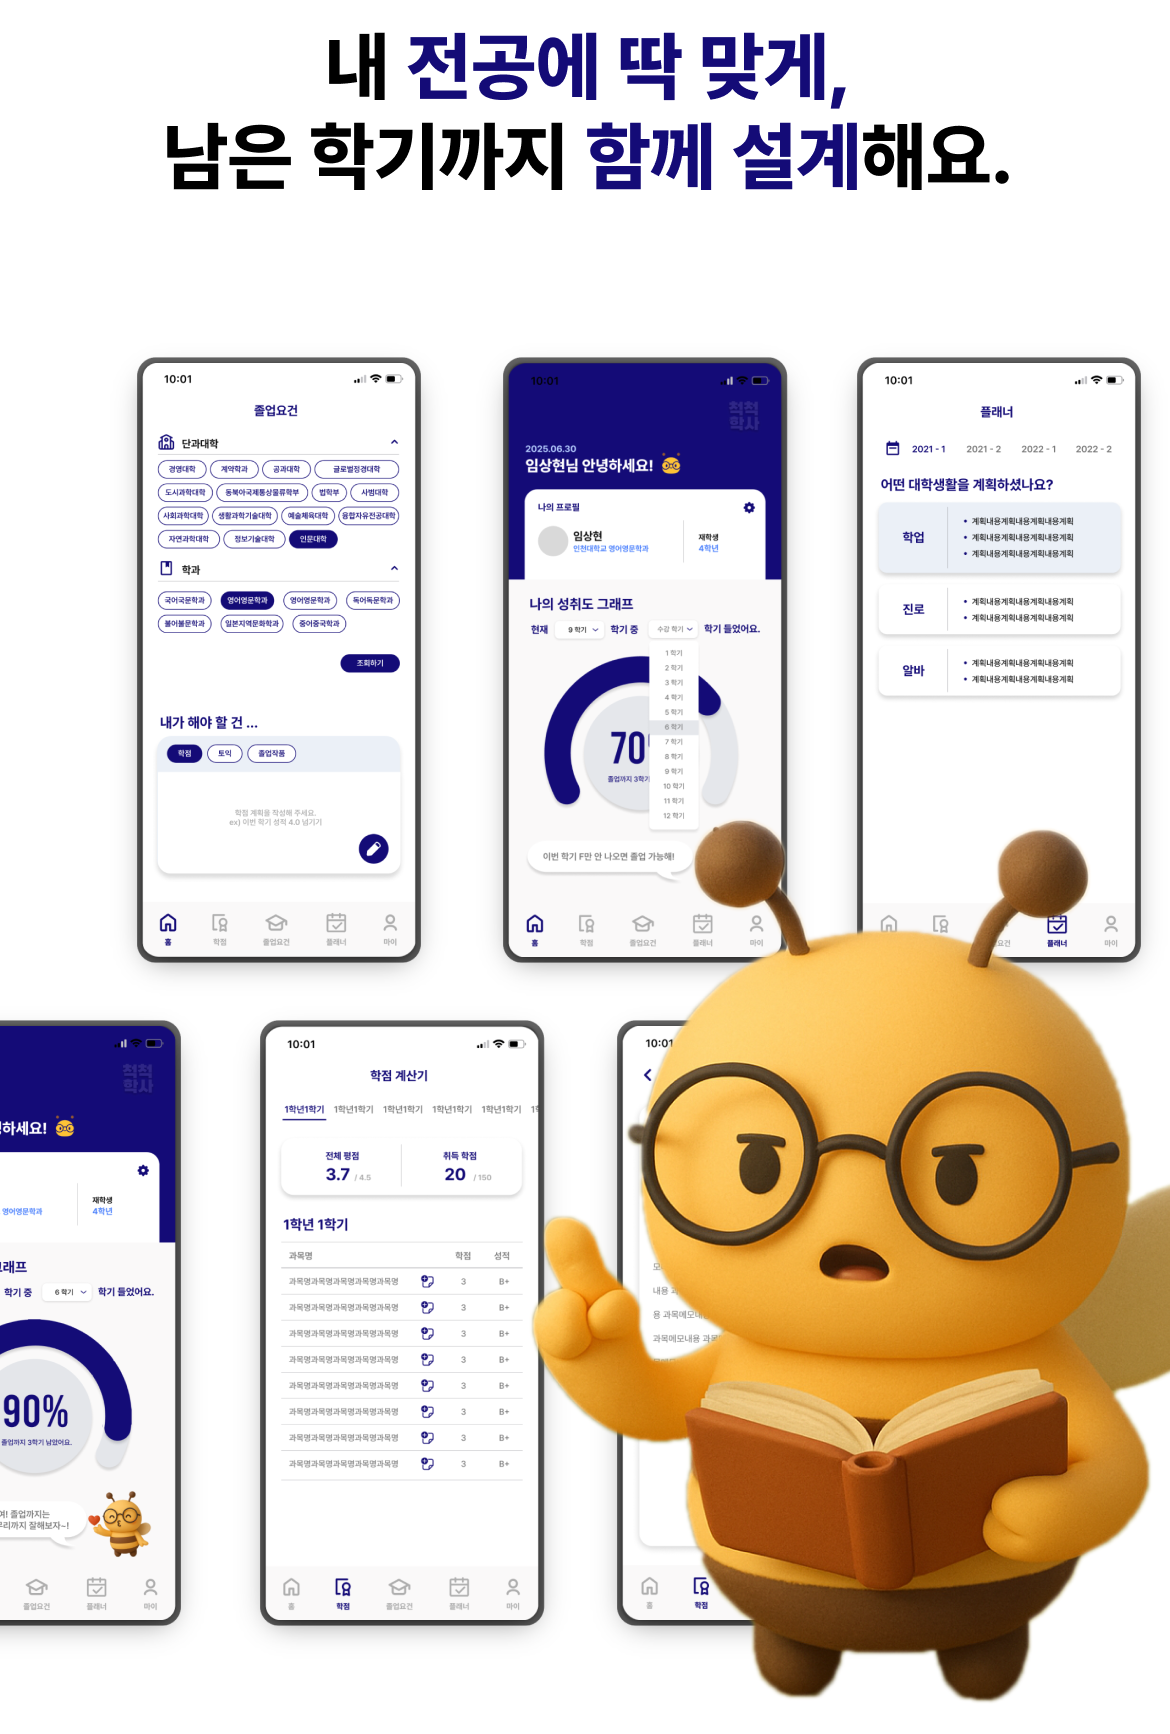 내 전공에 딱 맞게,
남은 학기까지 함께 설계해요.
10:01
졸업요건
단과대학
경영대학 계약학과 공과대학 글로벌정경대학
도시과학대학 동북아국제통상물류학부 법학부 사범대학
사회과학대학 생활과학기술대학 예술체육대학 융합자유전공대학
자연과학대학 정보기술대학 인문대학
학과
국어국문학과 영어영문학과 영어영문학과 독어독문학과
불어불문학과 일본지역문화학과 중어중국학과
조회하기
내가 해야 할 건 ...
학점 토익 졸업작품
학점 계획을 작성해 주세요.
ex) 이번 학기 성적 4.0 넘기기
홈 학점 졸업요건 플래너 마이
10:01
척척
학사
2025.06.30
임상현님 안녕하세요!
나의 프로필
임상현
인천대학교 영어영문학과
재학생
4학년
나의 성취도 그래프
현재 9 학기 학기 중 수강 학기 학기 들었어요.
1 학기
2 학기
3 학기
4 학기
5 학기
6 학기
7 학기
8 학기
9 학기
10 학기
11 학기
12 학기
70
졸업까지 3학기
이번 학기 F만 안 나오면 졸업 가능해!
홈 학점 졸업요건 플래너 마이
10:01
플래너
2021 - 1 2021 - 2 2022 - 1 2022 - 2
어떤 대학생활을 계획하셨나요?
학업
• 계획내용계획내용계획내용계획
• 계획내용계획내용계획내용계획
• 계획내용계획내용계획내용계획
진로
• 계획내용계획내용계획내용계획
• 계획내용계획내용계획내용계획
알바
• 계획내용계획내용계획내용계획
• 계획내용계획내용계획내용계획
홈 학점 요건 플래너 마이
척척
학사
하세요!
영어영문학과
재학생
4학년
래프
학기 중 6 학기 학기 들었어요.
90%
졸업까지 3학기 남았어요.
여! 졸업까지는
무리까지 잘해보자~!
졸업요건 플래너 마이
10:01
학점 계산기
1학년1학기 1학년1학기 1학년1학기 1학년1학기 1학년1학기 1학
전체 평점
3.7 / 4.5
취득 학점
20 / 150
1학년 1학기
과목명 학점 성적
과목명과목명과목명과목명과목명 3 B+
과목명과목명과목명과목명과목명 3 B+
과목명과목명과목명과목명과목명 3 B+
과목명과목명과목명과목명과목명 3 B+
과목명과목명과목명과목명과목명 3 B+
과목명과목명과목명과목명과목명 3 B+
과목명과목명과목명과목명과목명 3 B+
과목명과목명과목명과목명과목명 3 B+
홈 학점 졸업요건 플래너 마이
10:01
모
내용 과
용 과목메모내
과목메모내용 과목
홈 학점